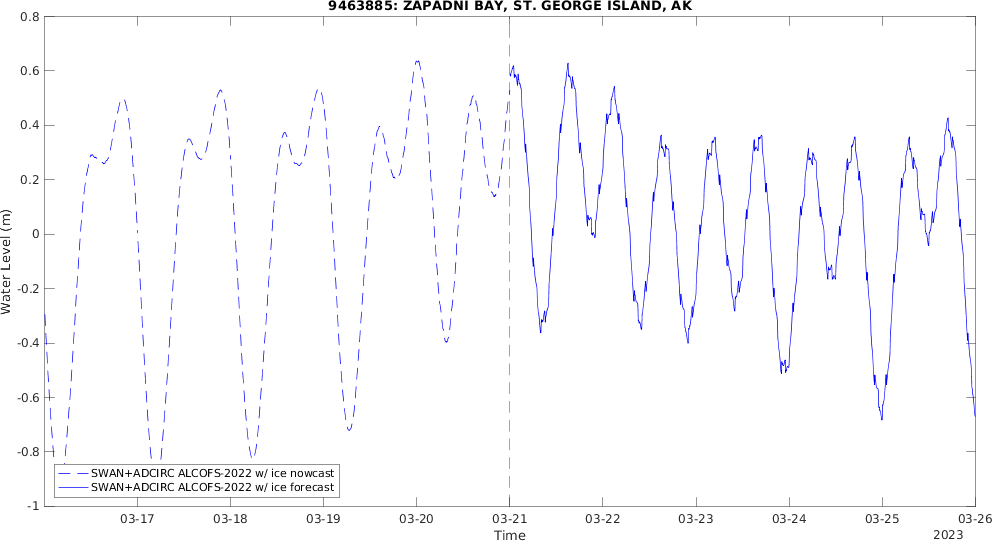 9463885: ZAPADNI BAY, ST. GEORGE ISLAND, AK
0.8
0.6
0.4
0.2
0
-0.2
-0.4
-0.6
-0.8
-1
Water Level (m)
SWAN+ADCIRC ALCOFS-2022 w/ ice nowcast
SWAN+ADCIRC ALCOFS-2022 w/ ice forecast
03-17 03-18 03-19 03-20 03-21 03-22 03-23 03-24 03-25 03-26
Time
2023